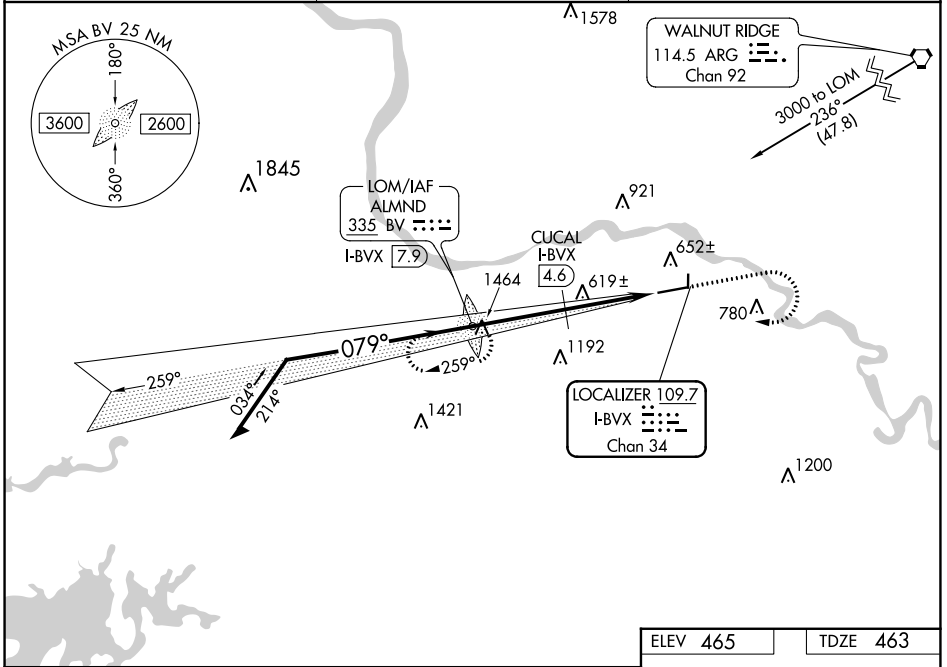 MSA BV 25 NM
180°
3600
2600
360°
1578
WALNUT RIDGE
114.5 ARG
Chan 92
3000 to LOM
236°
(47.8)
1845
LOM/IAF
ALMND
335 BV
I-BVX 7.9
921
CUCAL
I-BVX
4.6
1464
619±
652±
780
079°
259°
259°
034°
214°
1192
1421
LOCALIZER 109.7
I-BVX
Chan 34
1200
ELEV 465
TDZE 463